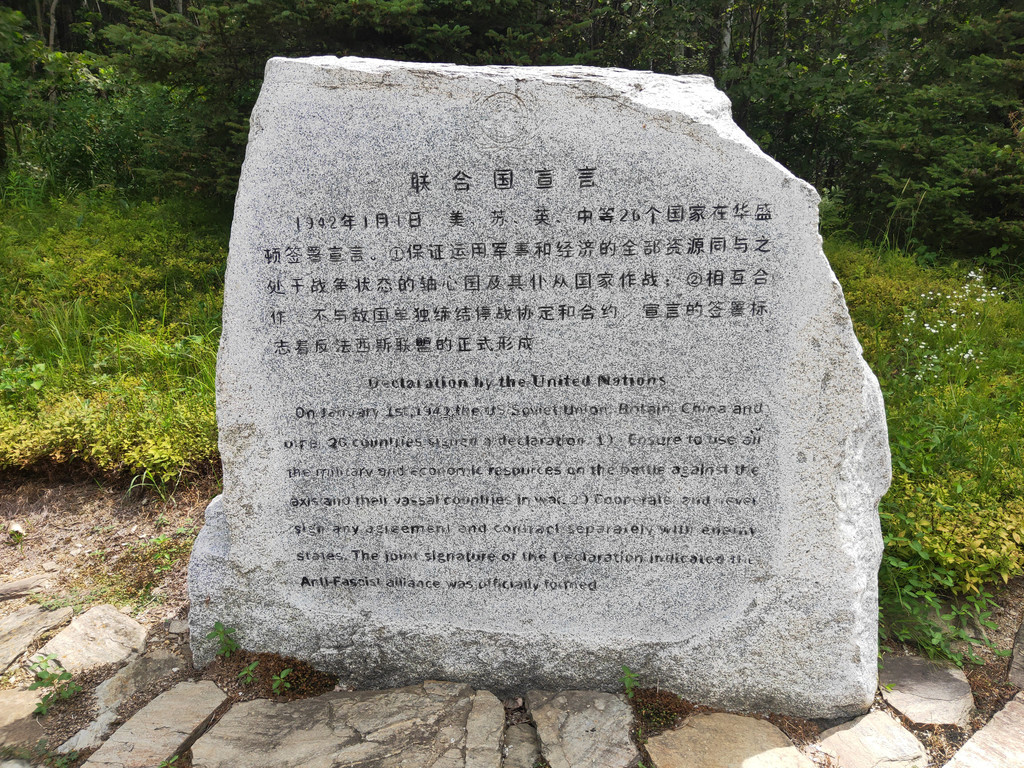 联合国宣言
1942年1月1日 美、苏、英、中等26个国家在华盛
顿签署宣言。①保证运用军事和经济的全部资源同与之
处于战争状态的轴心国及其仆从国家作战；②相互合
作 不与敌国单独缔结停战协定和合约 宣言的签署标
志着反法西斯联盟的正式形成
Declaration by the United Nations
On January 1st,1942,the US,Soviet Union, Britain, China and
26 countries signed a declaration. 1) Ensure to use all
the military and economic resources on the battle against the
axis and their vassal countries in war. 2) Cooperate, and never
sign any agreement and contract separately with enemy
states. The joint signature of the Declaration indicated the
Anti-Fascist alliance was officially formed